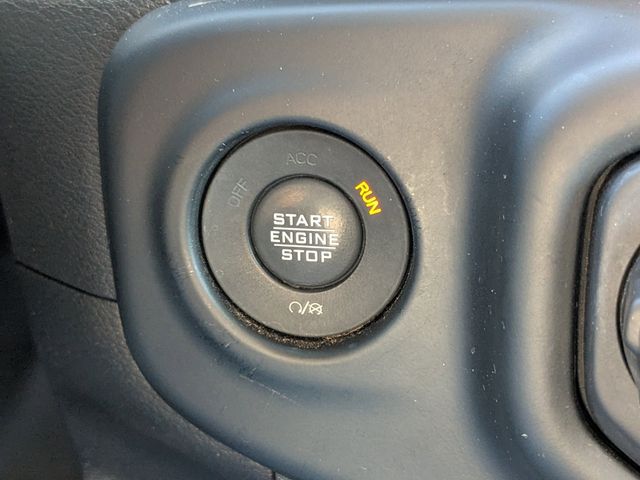 OFF
ACC
RUN
START
ENGINE
STOP